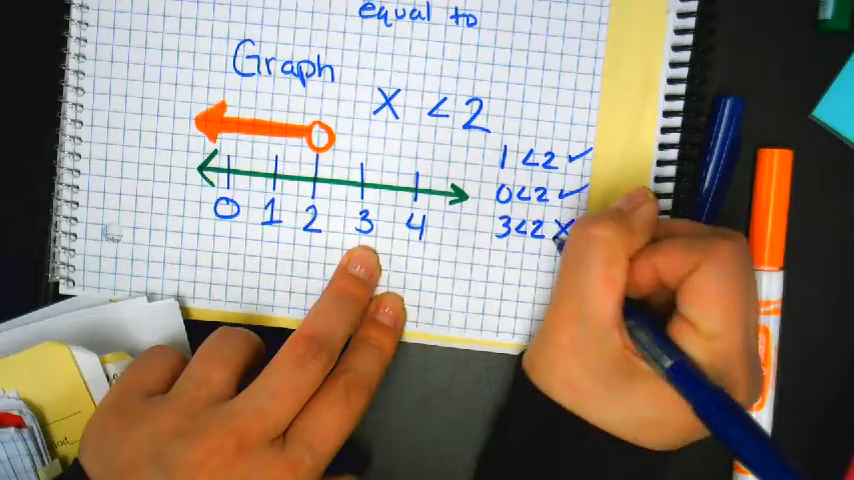 equal to
Graph
X < 2
1 < 2 ✓
0 < 2 ✓
3 < 2 X
0 1 2 3 4